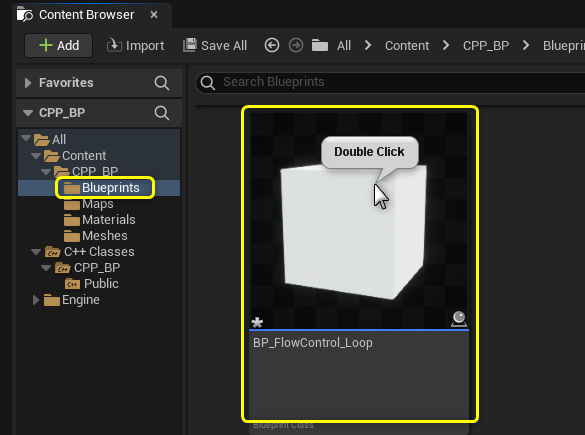 Content Browser
Add Import Save All All Content CPP_BP Blueprin
Favorites
Search Blueprints
CPP_BP
All
Content
CPP_BP
Blueprints
Maps
Materials
Meshes
C++ Classes
CPP_BP
Public
Engine
Double Click
BP_FlowControl_Loop
Blueprint Class